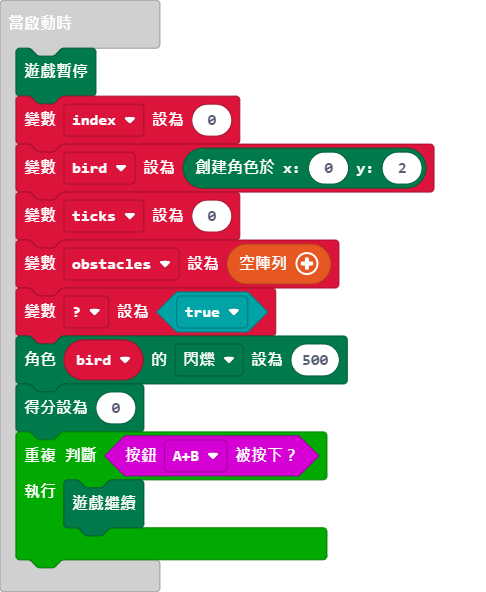 當啟動時
遊戲暫停
變數 index 設為 0
變數 bird 設為 創建角色於 x: 0 y: 2
變數 ticks 設為 0
變數 obstacles 設為 空陣列
變數 ? 設為 true
角色 bird 的 閃爍 設為 500
得分設為 0
重複 判斷 按鈕 A+B 被按下?
執行 遊戲繼續